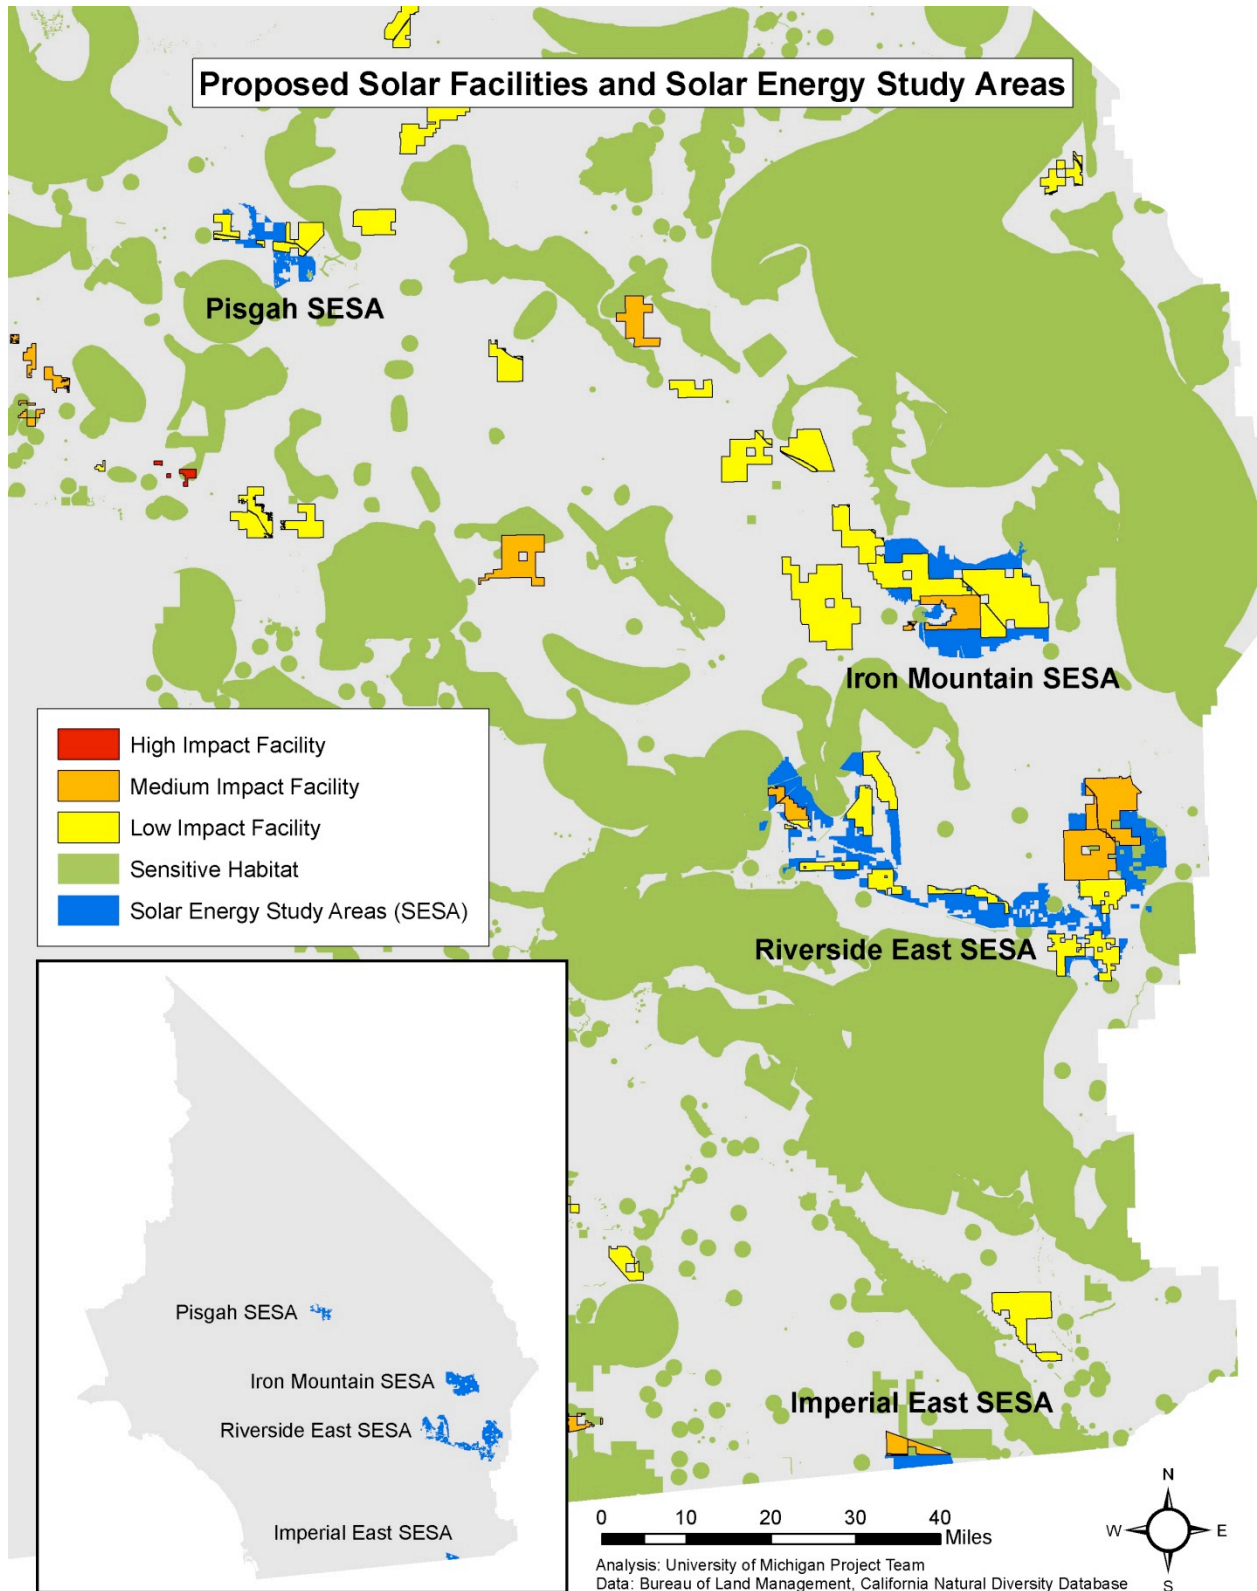 Proposed Solar Facilities and Solar Energy Study Areas
Pisgah SESA
Iron Mountain SESA
High Impact Facility
Medium Impact Facility
Low Impact Facility
Sensitive Habitat
Solar Energy Study Areas (SESA)
Riverside East SESA
Pisgah SESA
Iron Mountain SESA
Riverside East SESA
Imperial East SESA
Imperial East SESA
0 10 20 30 40
Miles
N
W E
S
Analysis: University of Michigan Project Team
Data: Bureau of Land Management, California Natural Diversity Database